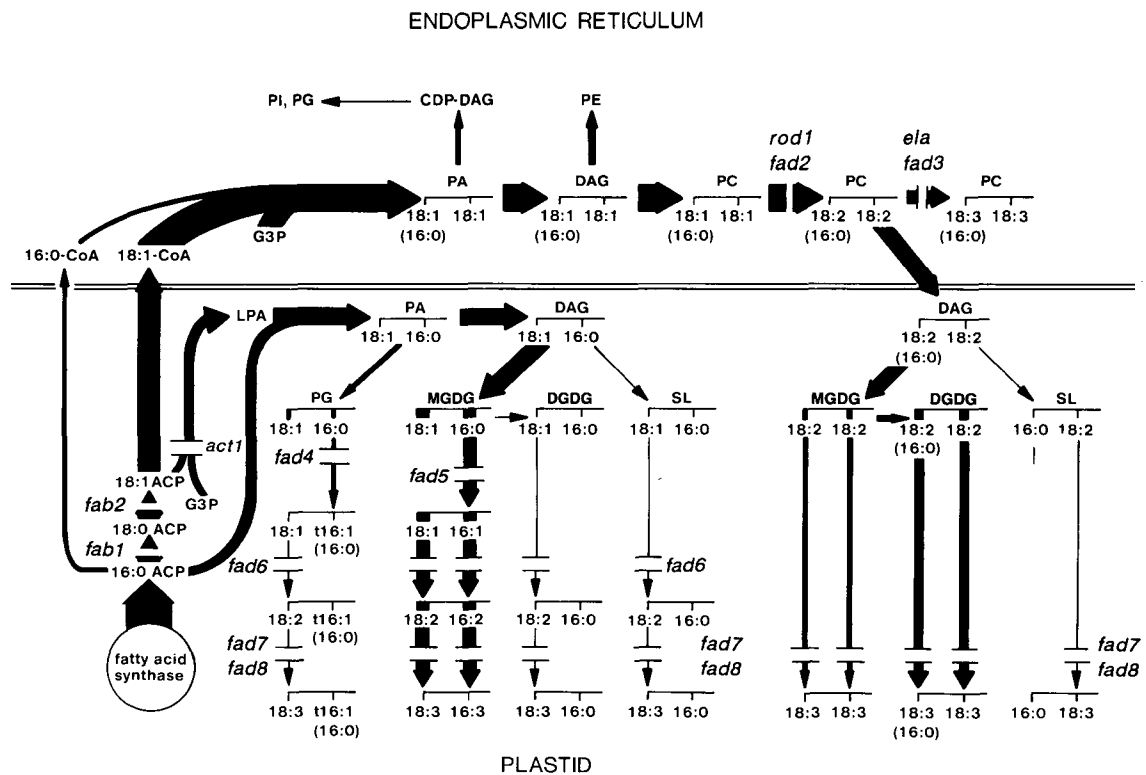 ENDOPLASMIC RETICULUM
PI, PG CDP-DAG PE
rod1 ela
fad2 fad3
PA DAG PC PC PC
18:1 18:1 18:1 18:1 18:1 18:1 18:2 18:2 18:3 18:3
(16:0) (16:0) (16:0) (16:0) (16:0)
G3P
16:0-CoA 18:1-CoA
LPA PA DAG DAG
18:1 16:0 18:1 16:0 18:2 18:2
(16:0)
PG MGDG DGDG SL MGDG DGDG SL
18:1 16:0 18:1 16:0 18:1 16:0 18:1 16:0 18:2 18:2 18:2 18:2 16:0 18:2
(16:0)
act1 fad4 fad5
18:1 ACP
fab2 G3P
18:0 ACP 18:1 t16:1 18:1 16:1
(16:0)
fab1
16:0 ACP fad6 fad6
18:2 t16:1 18:2 16:2 18:2 16:0 18:2 16:0
(16:0)
fatty acid fad7 fad7 fad7
synthase fad8 fad8 fad8
18:3 t16:1 18:3 16:3 18:3 16:0 18:3 16:0 18:3 18:3 18:3 18:3 16:0 18:3
(16:0) (16:0)
PLASTID